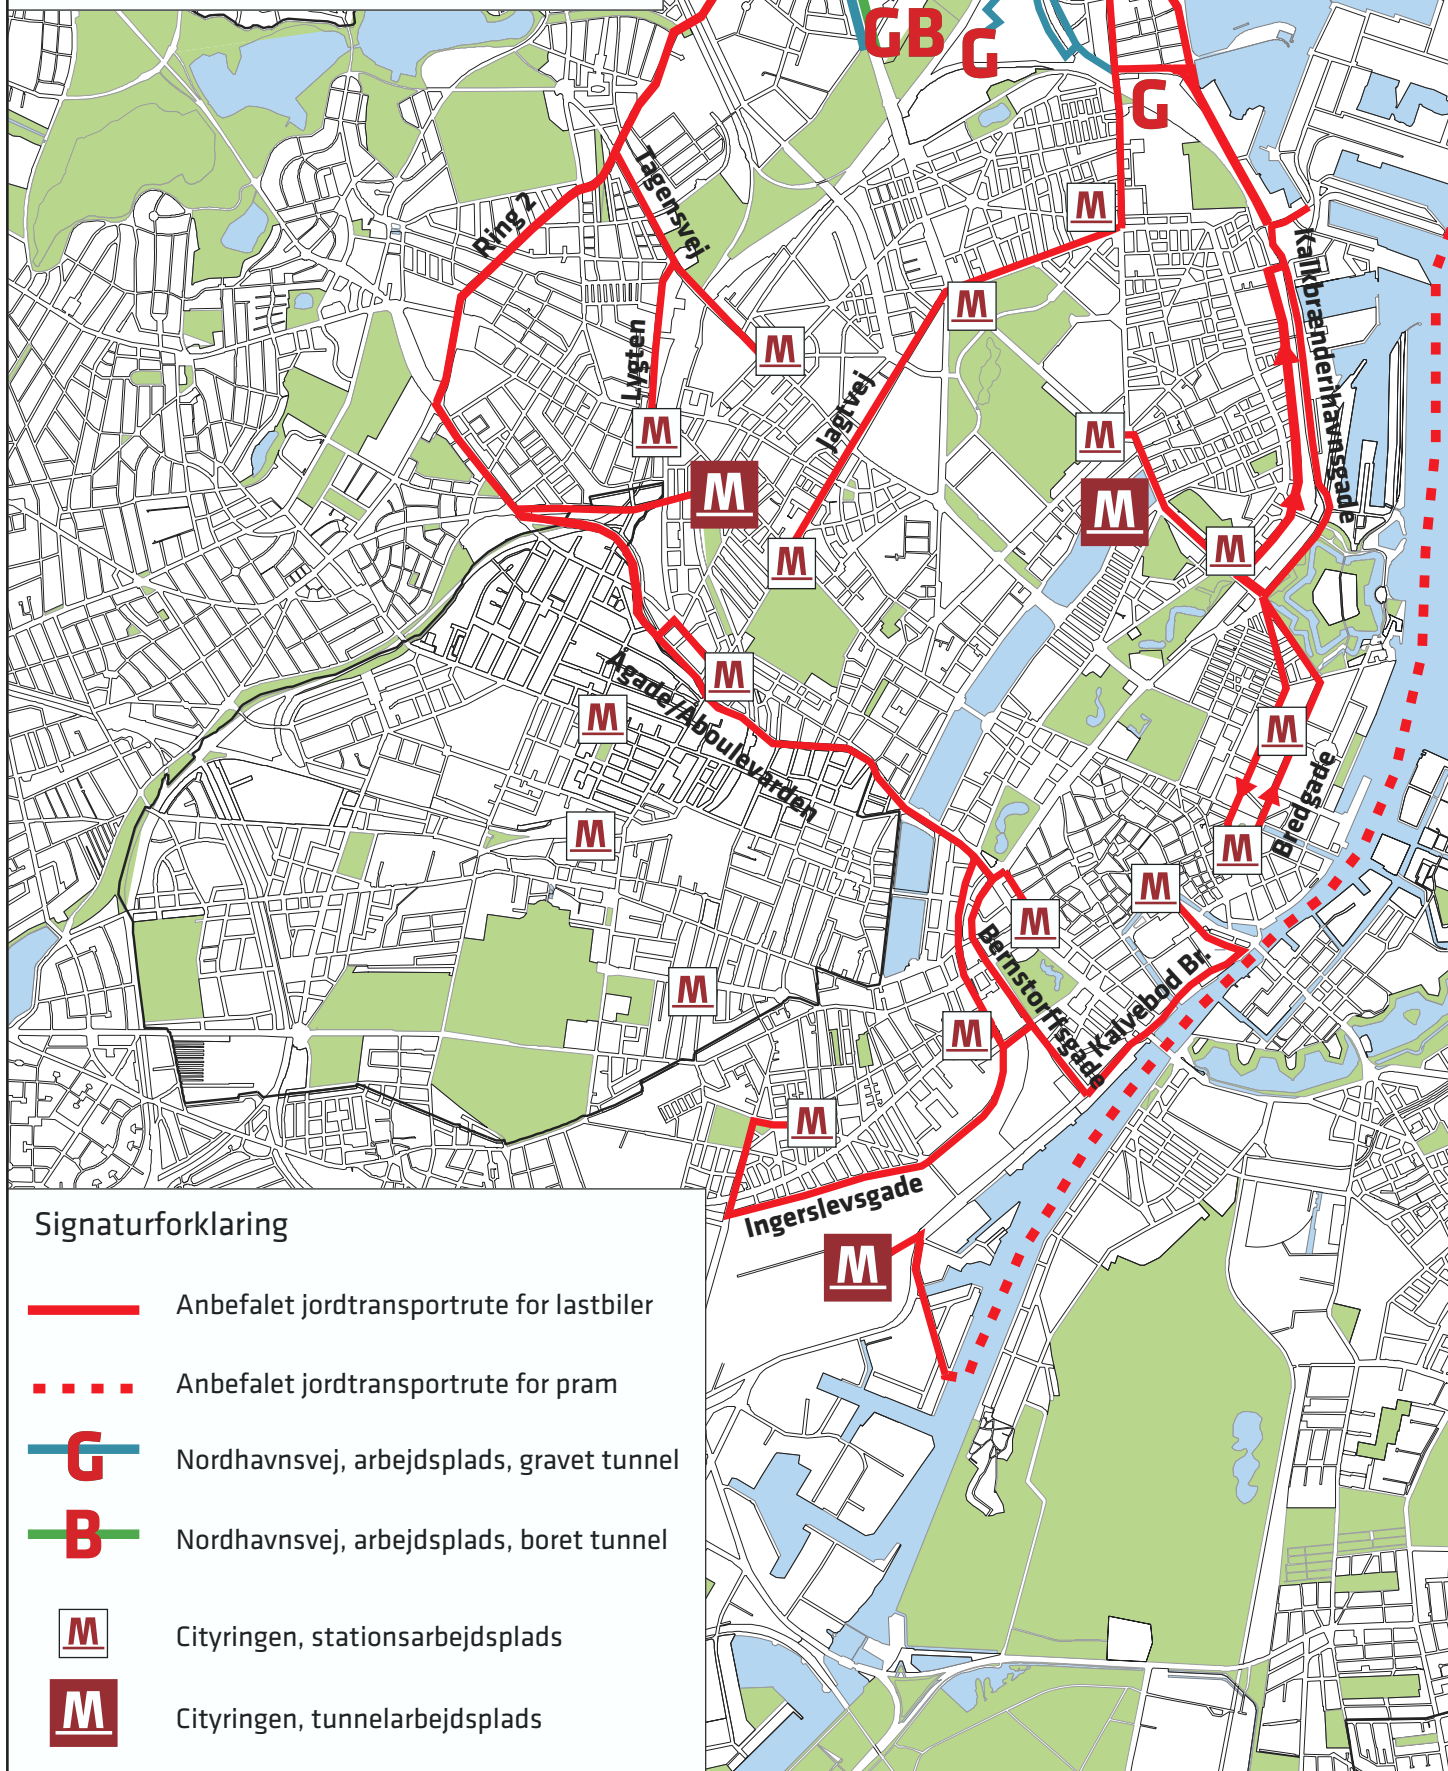 GB
G
G
Tagensvej
Ring 2
M
Kalkbrænderihavnsgade
M
Lygten
M
Jagtvej
M
M
M
M
M
M
M
Ågade/Åboulevarden
M
M
M
Bredgade
M
M
M
M
Bernstorffsgade
Kalvebod Br.
M
M
M
Ingerslevsgade
M
Signaturforklaring
Anbefalet jordtransportrute for lastbiler
Anbefalet jordtransportrute for pram
G Nordhavnsvej, arbejdsplads, gravet tunnel
B Nordhavnsvej, arbejdsplads, boret tunnel
M Cityringen, stationsarbejdsplads
M Cityringen, tunnelarbejdsplads